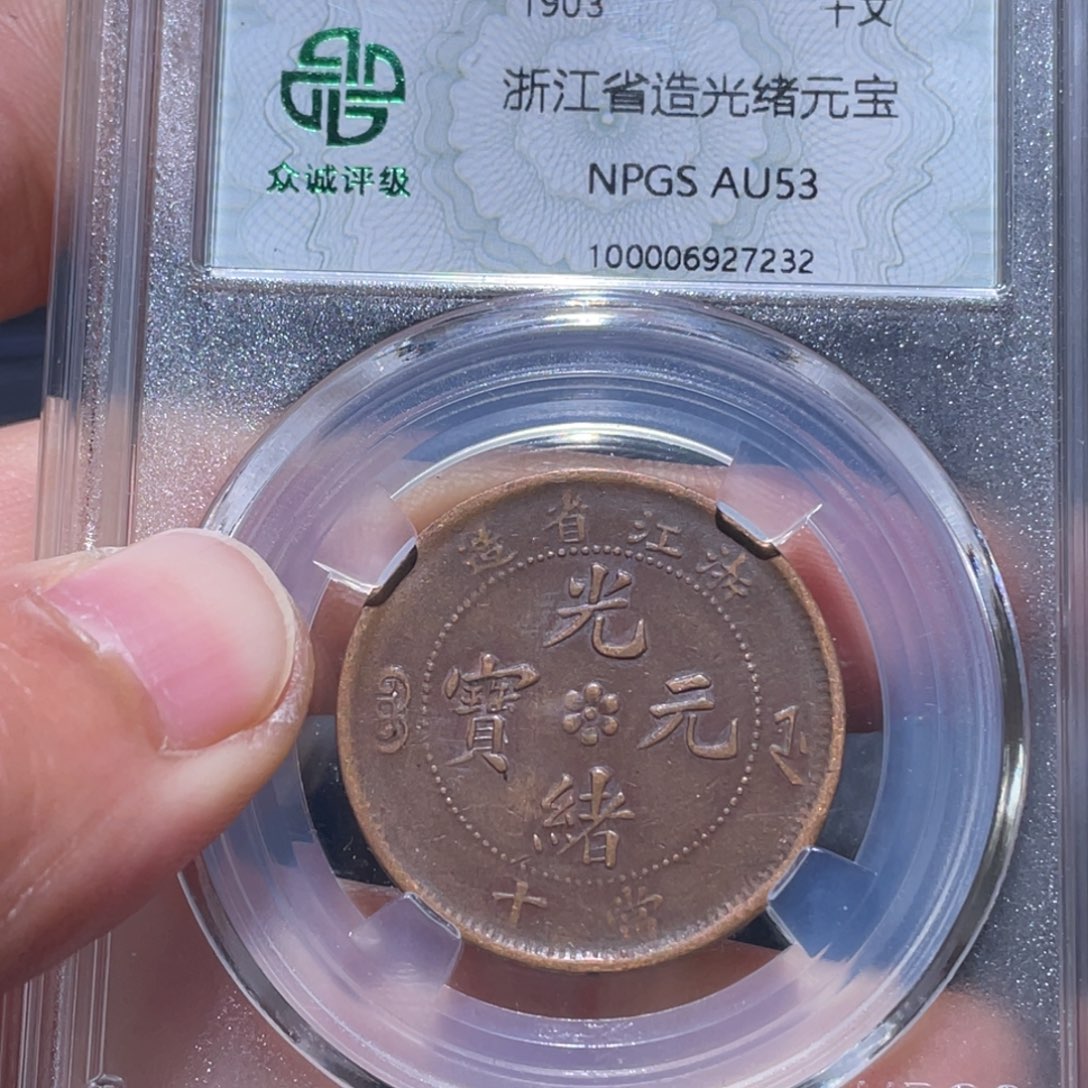 1903 十文
浙江省造光绪元宝
众诚评级
NPGS AU53
100006927232
浙江省造
光緒元寶
當十